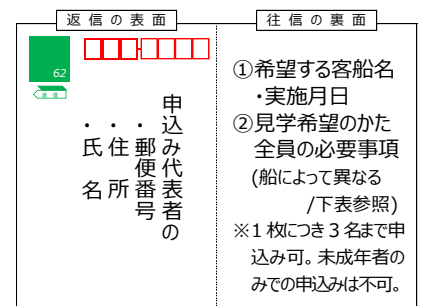 返信の表面
62
返信
申込み代表者の
・郵便番号
・住所
・氏名
往信の裏面
①希望する客船名
・実施月日
②見学希望のかた
全員の必要事項
(船によって異なる
/下表参照)
※1枚につき3名まで申
込み可。未成年者の
みでの申込みは不可。